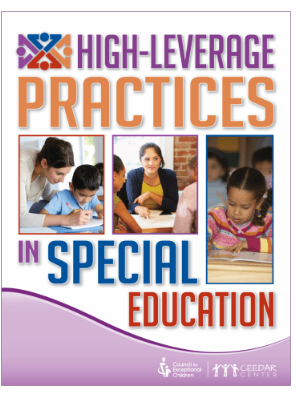 HIGH-LEVERAGE
PRACTICES
IN SPECIAL
EDUCATION
Council for
Exceptional
Children
CEEDAR
CENTER